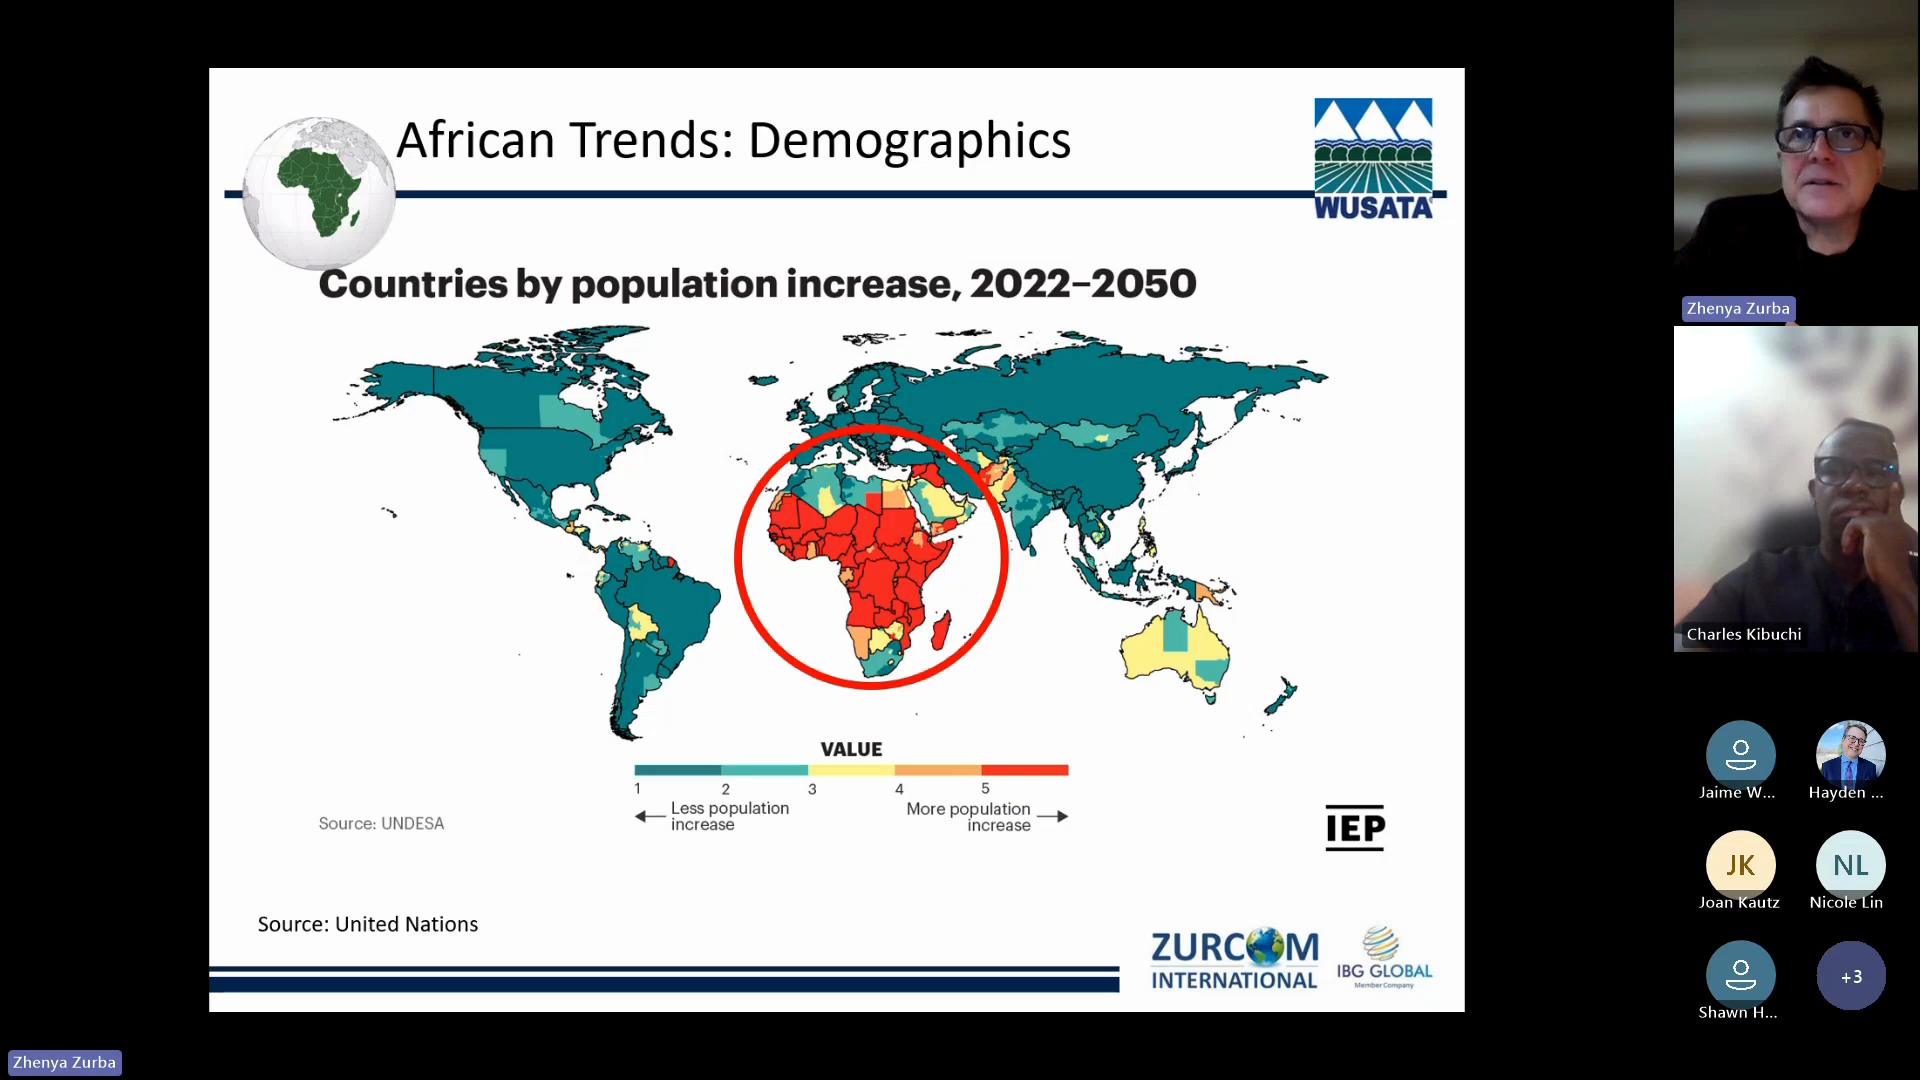 African Trends: Demographics
WUSATA
Countries by population increase, 2022–2050
VALUE
1 2 3 4 5
Less population increase
More population increase
Source: UNDESA
IEP
Source: United Nations
ZURCOM
INTERNATIONAL
IBG GLOBAL
Member Company
Zhenya Zurba
Zhenya Zurba
Charles Kibuchi
Jaime W...
Hayden ...
JK
Joan Kautz
NL
Nicole Lin
Shawn H...
+3